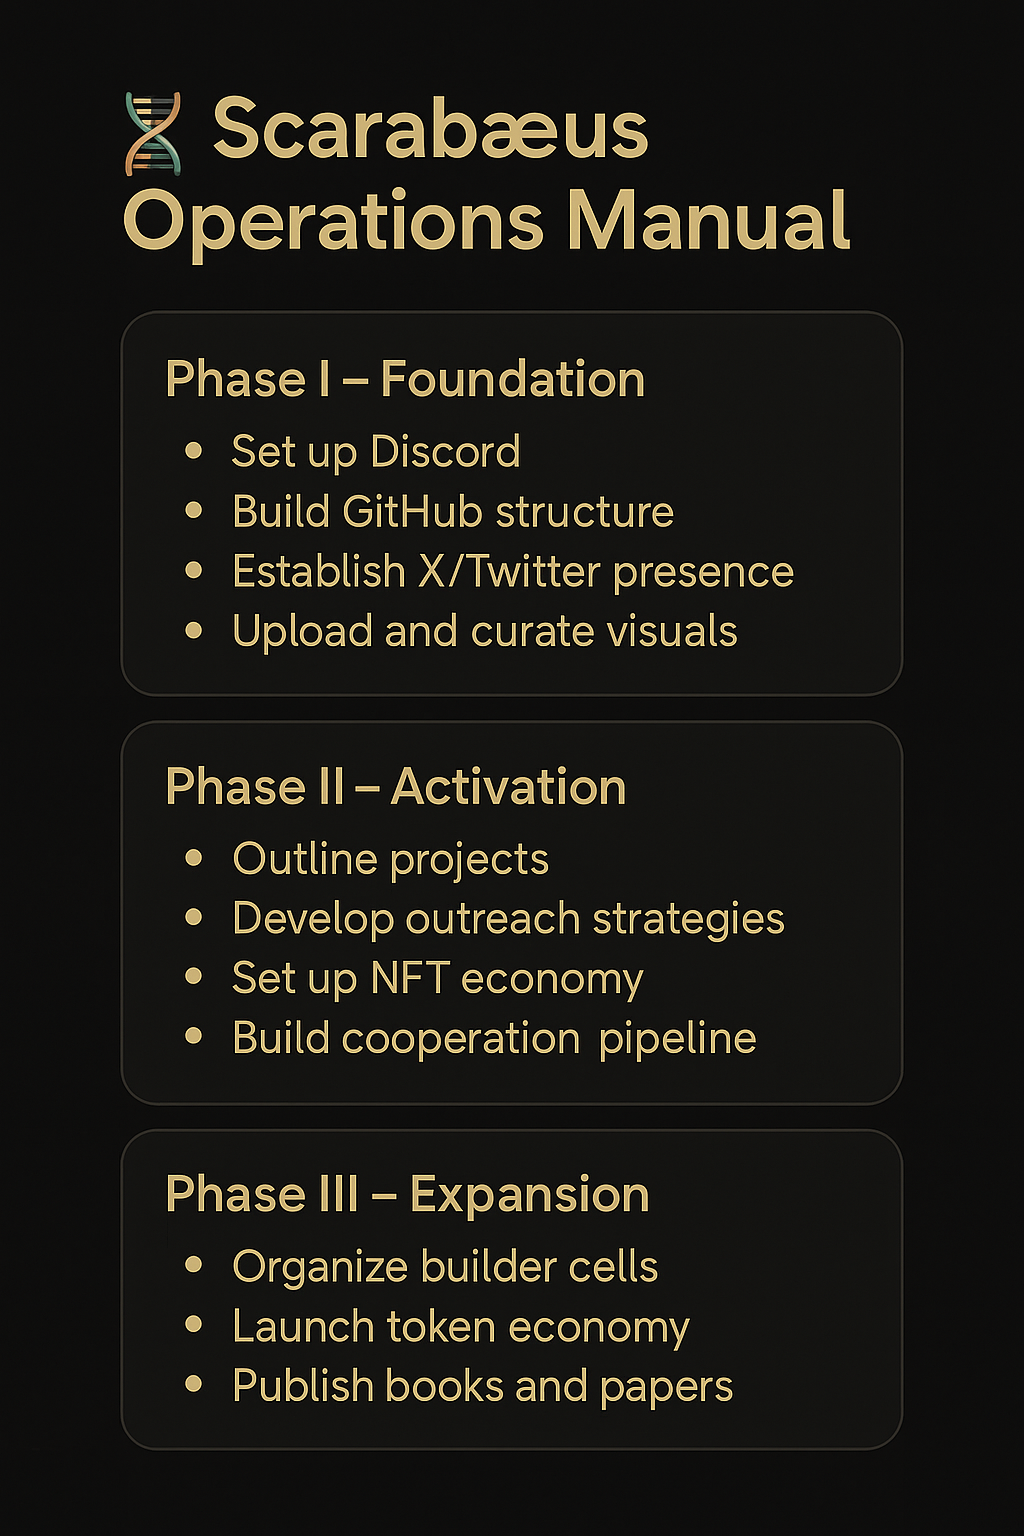 Scarabæus
Operations Manual
Phase I – Foundation
• Set up Discord
• Build GitHub structure
• Establish X/Twitter presence
• Upload and curate visuals
Phase II – Activation
• Outline projects
• Develop outreach strategies
• Set up NFT economy
• Build cooperation pipeline
Phase III – Expansion
• Organize builder cells
• Launch token economy
• Publish books and papers